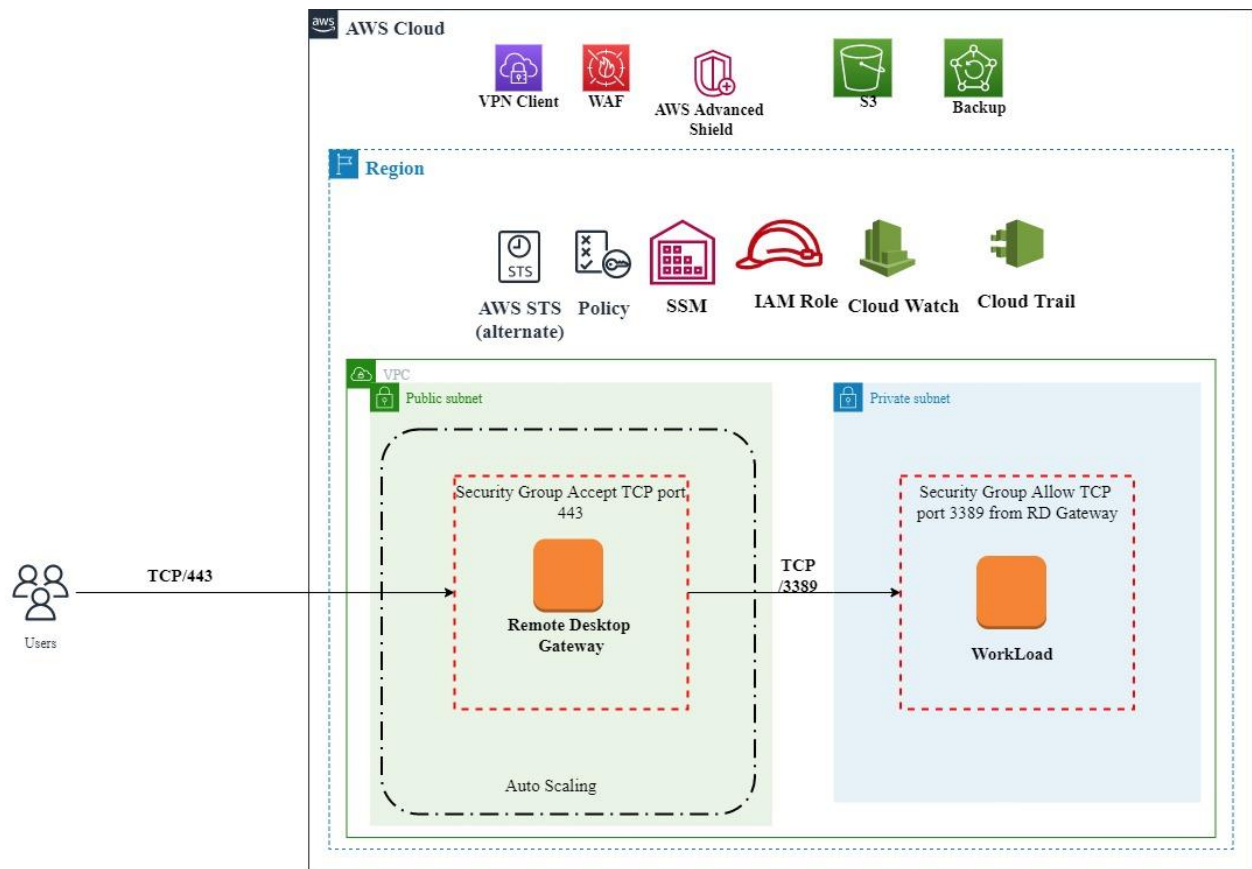 aws
AWS Cloud
VPN Client
WAF
AWS Advanced
Shield
S3
Backup
Region
STS
AWS STS
(alternate)
Policy
SSM
IAM Role
Cloud Watch
Cloud Trail
VPC
Public subnet
Private subnet
Security Group Accept TCP port
443
Remote Desktop
Gateway
Auto Scaling
Security Group Allow TCP
port 3389 from RD Gateway
WorkLoad
TCP/443
TCP
/3389
Users